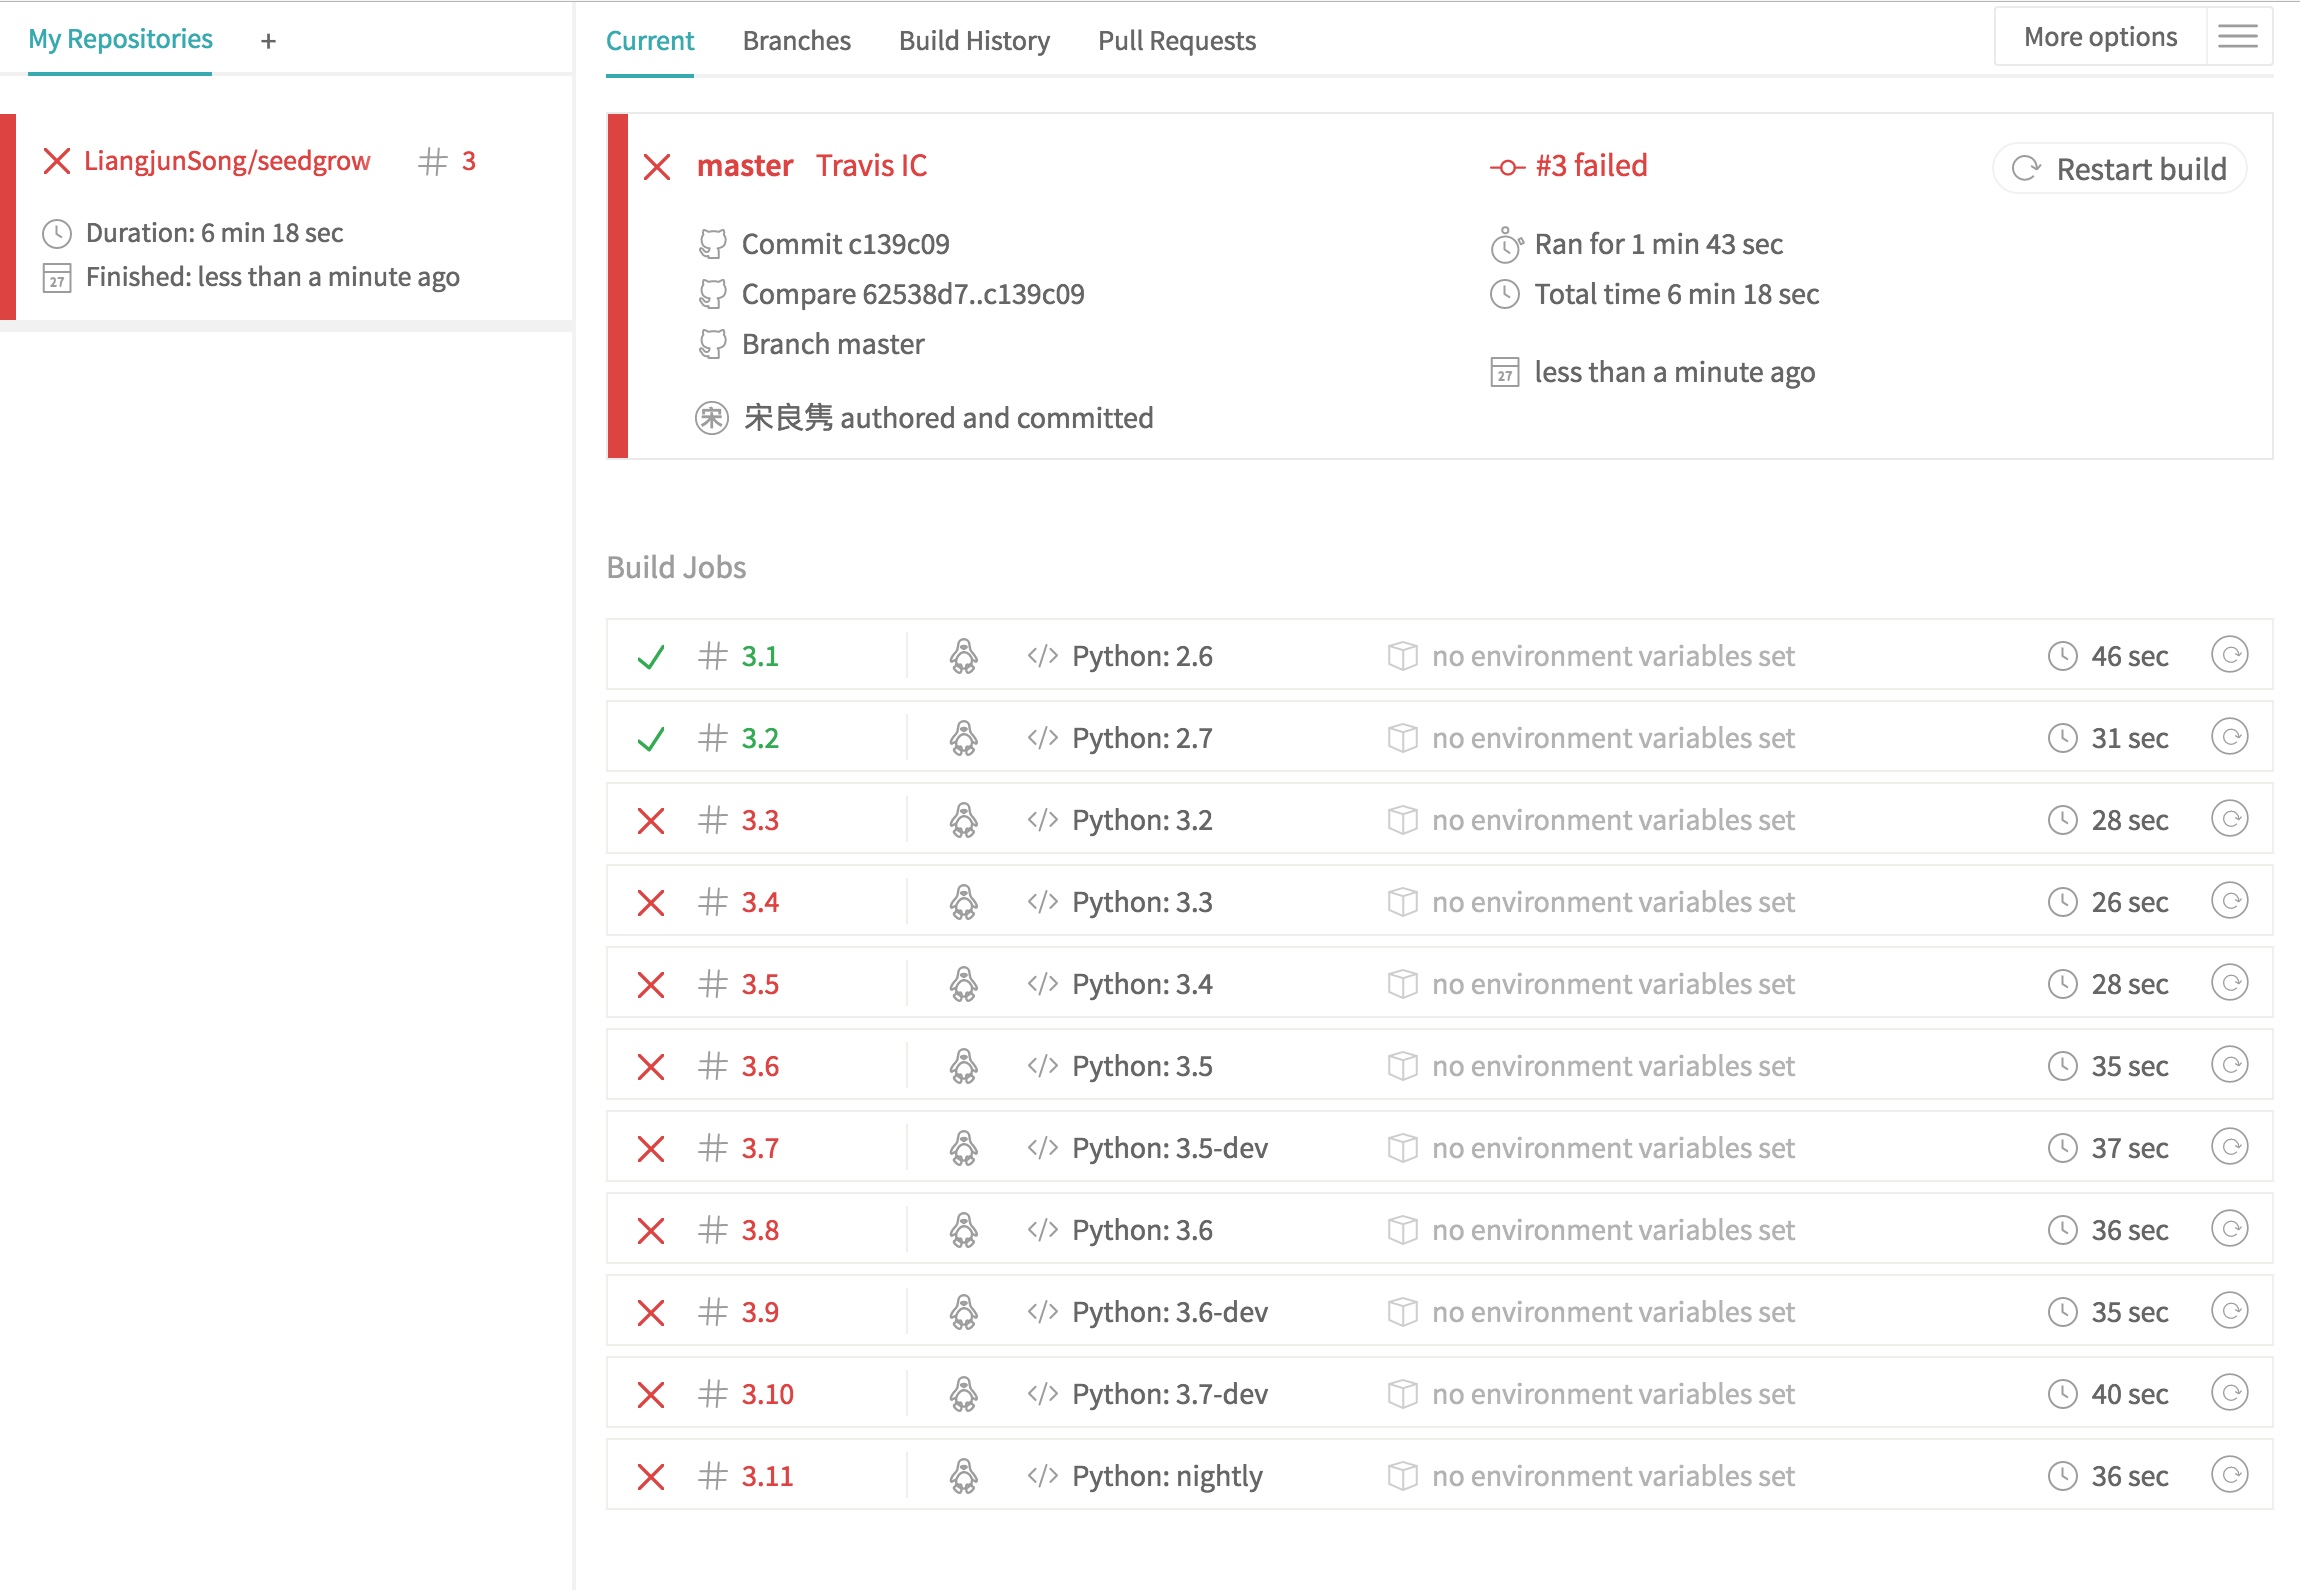 My Repositories +
LiangjunSong/seedgrow # 3
Duration: 6 min 18 sec
27 Finished: less than a minute ago
Current Branches Build History Pull Requests
More options
master Travis IC
Commit c139c09
Compare 62538d7..c139c09
Branch master
宋 宋良隽 authored and committed
#3 failed
Ran for 1 min 43 sec
Total time 6 min 18 sec
27 less than a minute ago
Restart build
Build Jobs
# 3.1 </> Python: 2.6 no environment variables set 46 sec
# 3.2 </> Python: 2.7 no environment variables set 31 sec
# 3.3 </> Python: 3.2 no environment variables set 28 sec
# 3.4 </> Python: 3.3 no environment variables set 26 sec
# 3.5 </> Python: 3.4 no environment variables set 28 sec
# 3.6 </> Python: 3.5 no environment variables set 35 sec
# 3.7 </> Python: 3.5-dev no environment variables set 37 sec
# 3.8 </> Python: 3.6 no environment variables set 36 sec
# 3.9 </> Python: 3.6-dev no environment variables set 35 sec
# 3.10 </> Python: 3.7-dev no environment variables set 40 sec
# 3.11 </> Python: nightly no environment variables set 36 sec